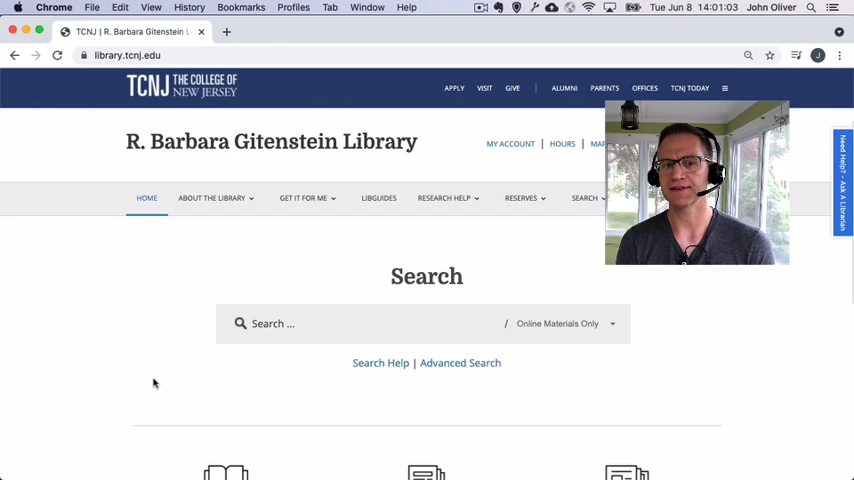 Chrome File Edit View History Bookmarks Profiles Tab Window Help Tue Jun 8 14:01:03 John Oliver
TCNJ | R. Barbara Gitenstein Li
library.tcnj.edu
J
TCNJ THE COLLEGE OF
NEW JERSEY
APPLY VISIT GIVE | ALUMNI PARENTS OFFICES TCNJ TODAY
R. Barbara Gitenstein Library
MY ACCOUNT | HOURS | MAP
HOME ABOUT THE LIBRARY GET IT FOR ME LIBGUIDES RESEARCH HELP RESERVES SEARCH
Need Help? - Ask A Librarian
Search
Search ... / Online Materials Only
Search Help | Advanced Search